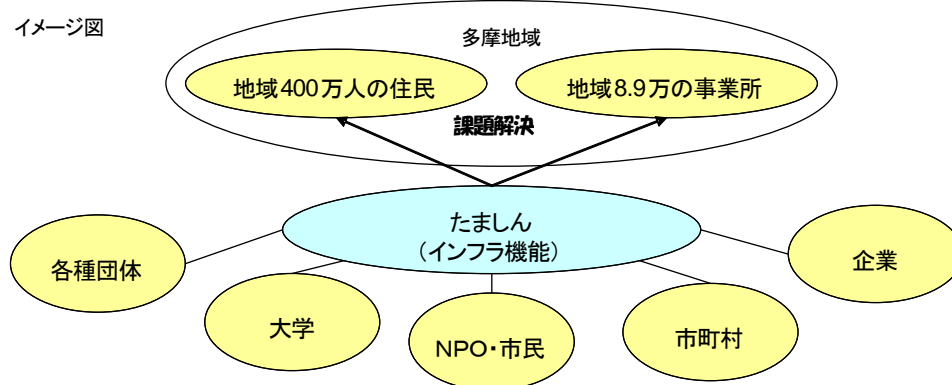 イメージ図
多摩地域
地域400万人の住民
地域8.9万の事業所
課題解決
たましん
（インフラ機能）
各種団体
大学
NPO・市民
市町村
企業